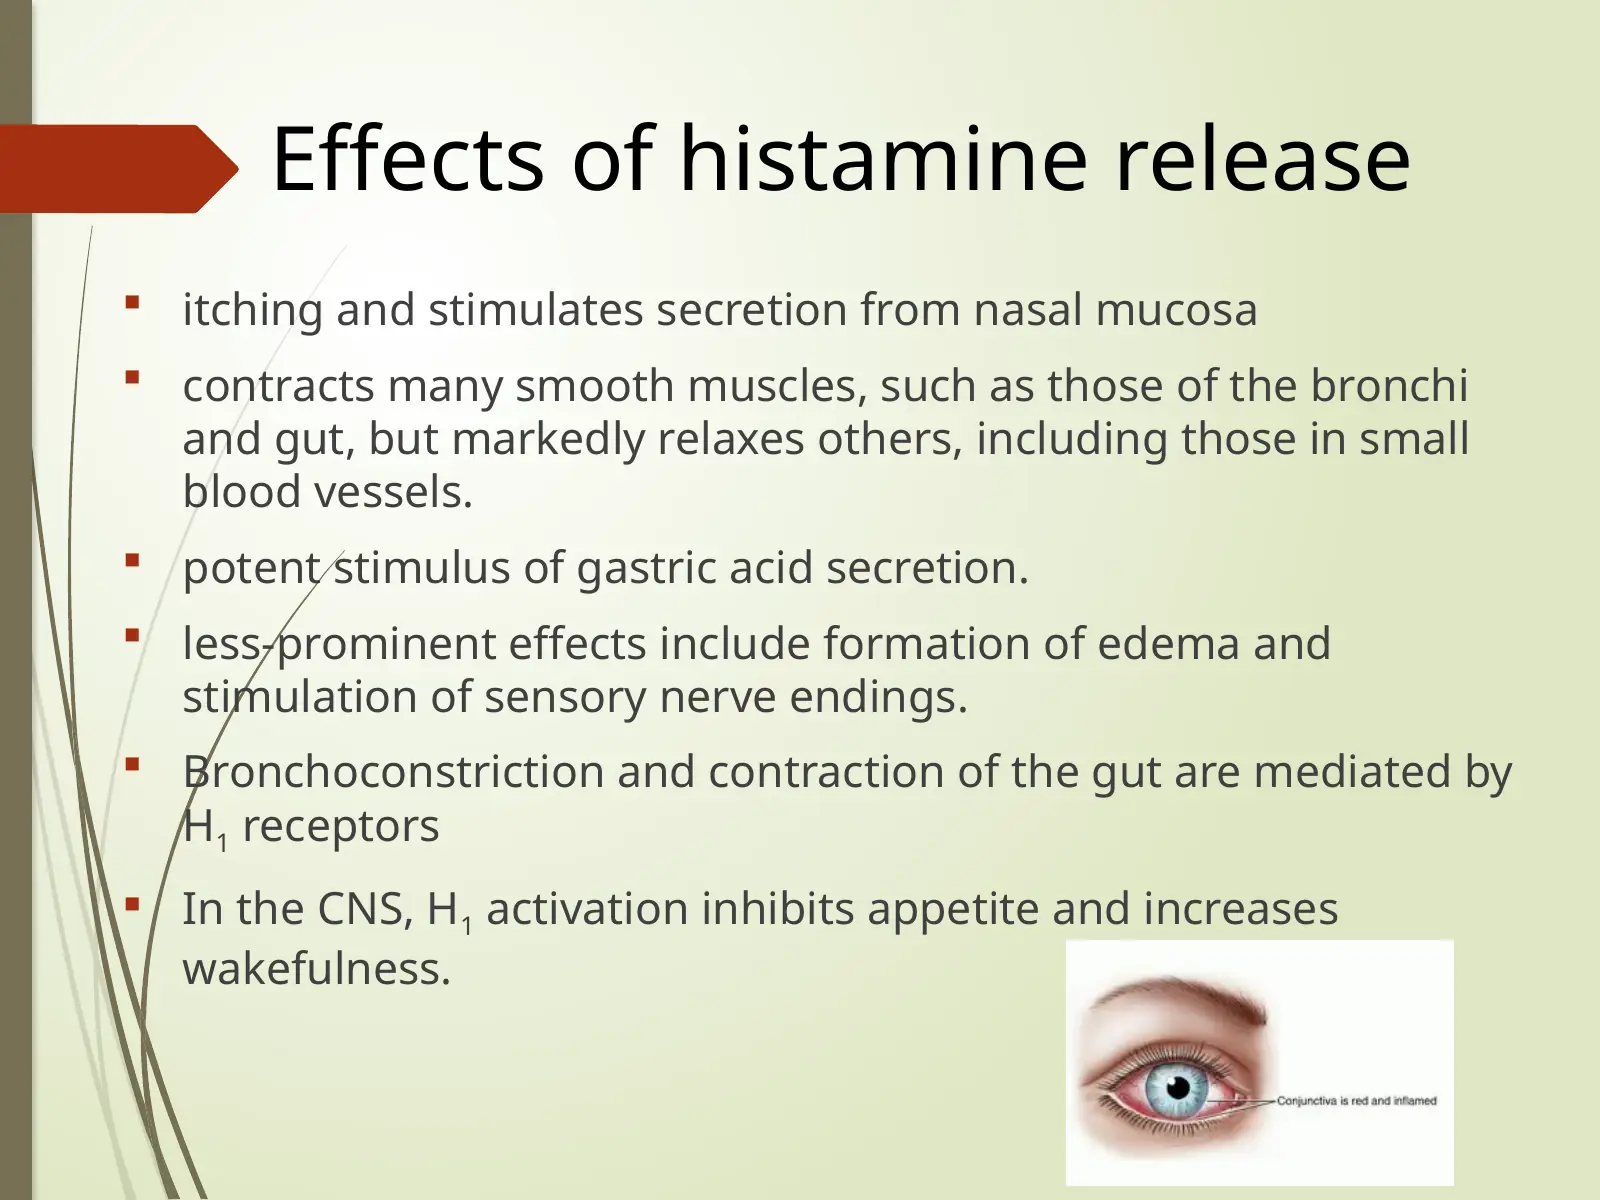 Effects of histamine release
▪ itching and stimulates secretion from nasal mucosa
▪ contracts many smooth muscles, such as those of the bronchi
and gut, but markedly relaxes others, including those in small
blood vessels.
▪ potent stimulus of gastric acid secretion.
▪ less-prominent effects include formation of edema and
stimulation of sensory nerve endings.
▪ Bronchoconstriction and contraction of the gut are mediated by
H₁ receptors
▪ In the CNS, H₁ activation inhibits appetite and increases
wakefulness.
Conjunctiva is red and inflamed